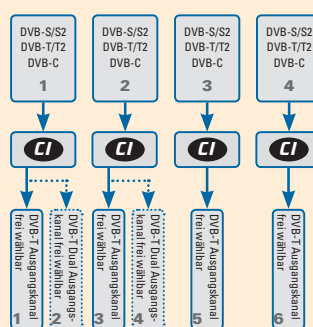 DVB-S/S2
DVB-T/T2
DVB-C
1
DVB-S/S2
DVB-T/T2
DVB-C
2
DVB-S/S2
DVB-T/T2
DVB-C
3
DVB-S/S2
DVB-T/T2
DVB-C
4
CI
CI
CI
CI
DVB-T Ausgangskanal
frei wählbar
1
DVB-T Dual Ausgangs-
kanal frei wählbar
2
DVB-T Ausgangskanal
frei wählbar
3
DVB-T Dual Ausgangs-
kanal frei wählbar
4
DVB-T Ausgangskanal
frei wählbar
5
DVB-T Ausgangskanal
frei wählbar
6